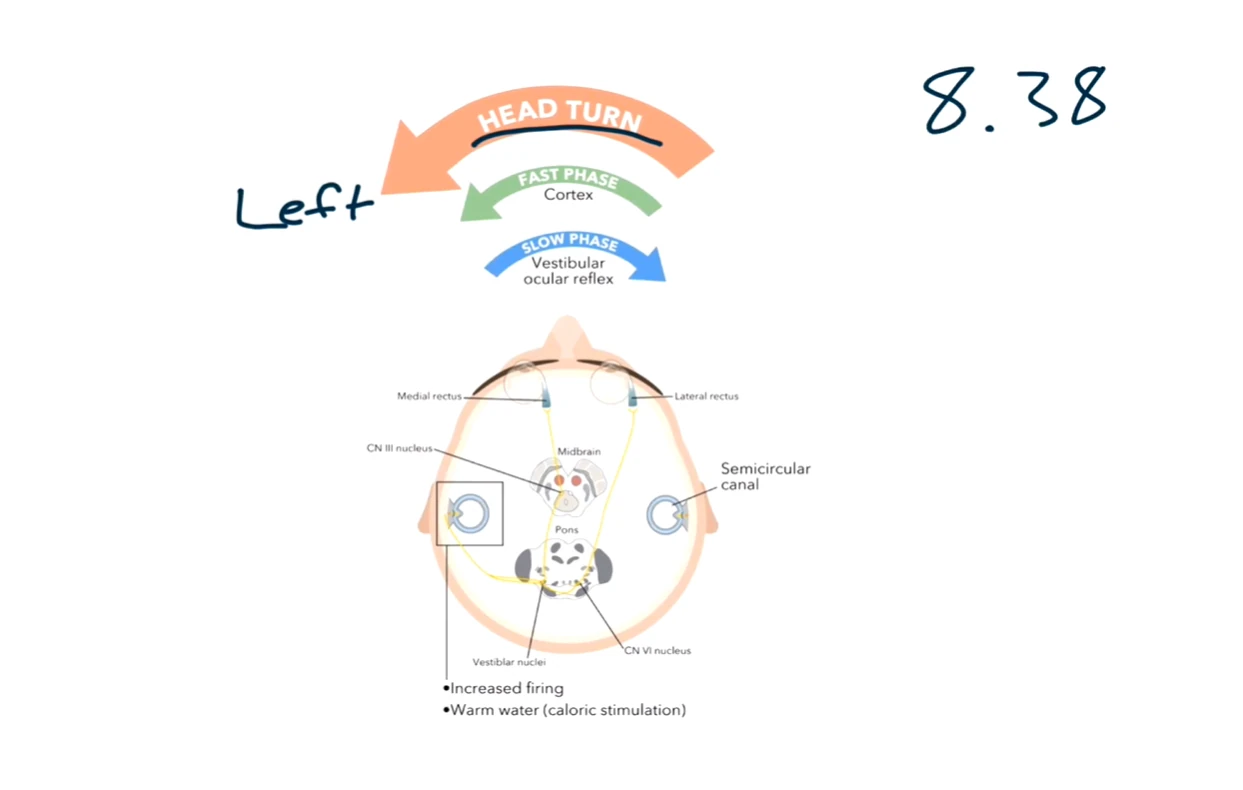 8.38
HEAD TURN
FAST PHASE
Cortex
Left
SLOW PHASE
Vestibular
ocular reflex
Medial rectus
Lateral rectus
CN III nucleus
Midbrain
Semicircular
canal
Pons
CN VI nucleus
Vestiblar nuclei
•Increased firing
•Warm water (caloric stimulation)